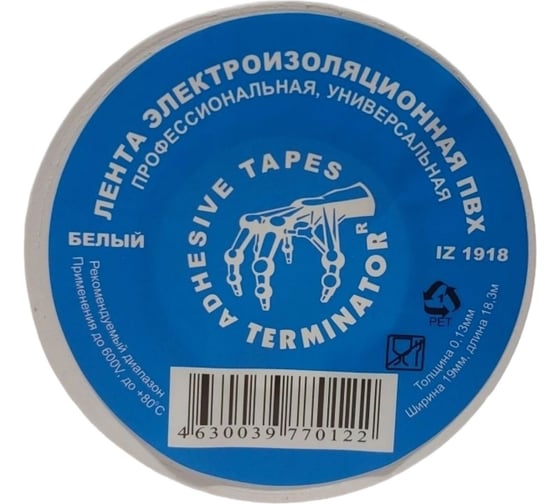 ЛЕНТА ЭЛЕКТРОИЗОЛЯЦИОННАЯ ПВХ
ПРОФЕССИОНАЛЬНАЯ, УНИВЕРСАЛЬНАЯ
ADHESIVE TAPES
TERMINATOR®
БЕЛЫЙ
IZ 1918
Рекомендуемый диапазон
Применения до 600V, до +80°C
1
PET
Толщина 0,13мм
Ширина 19мм, длина 18,3м
4630039770122